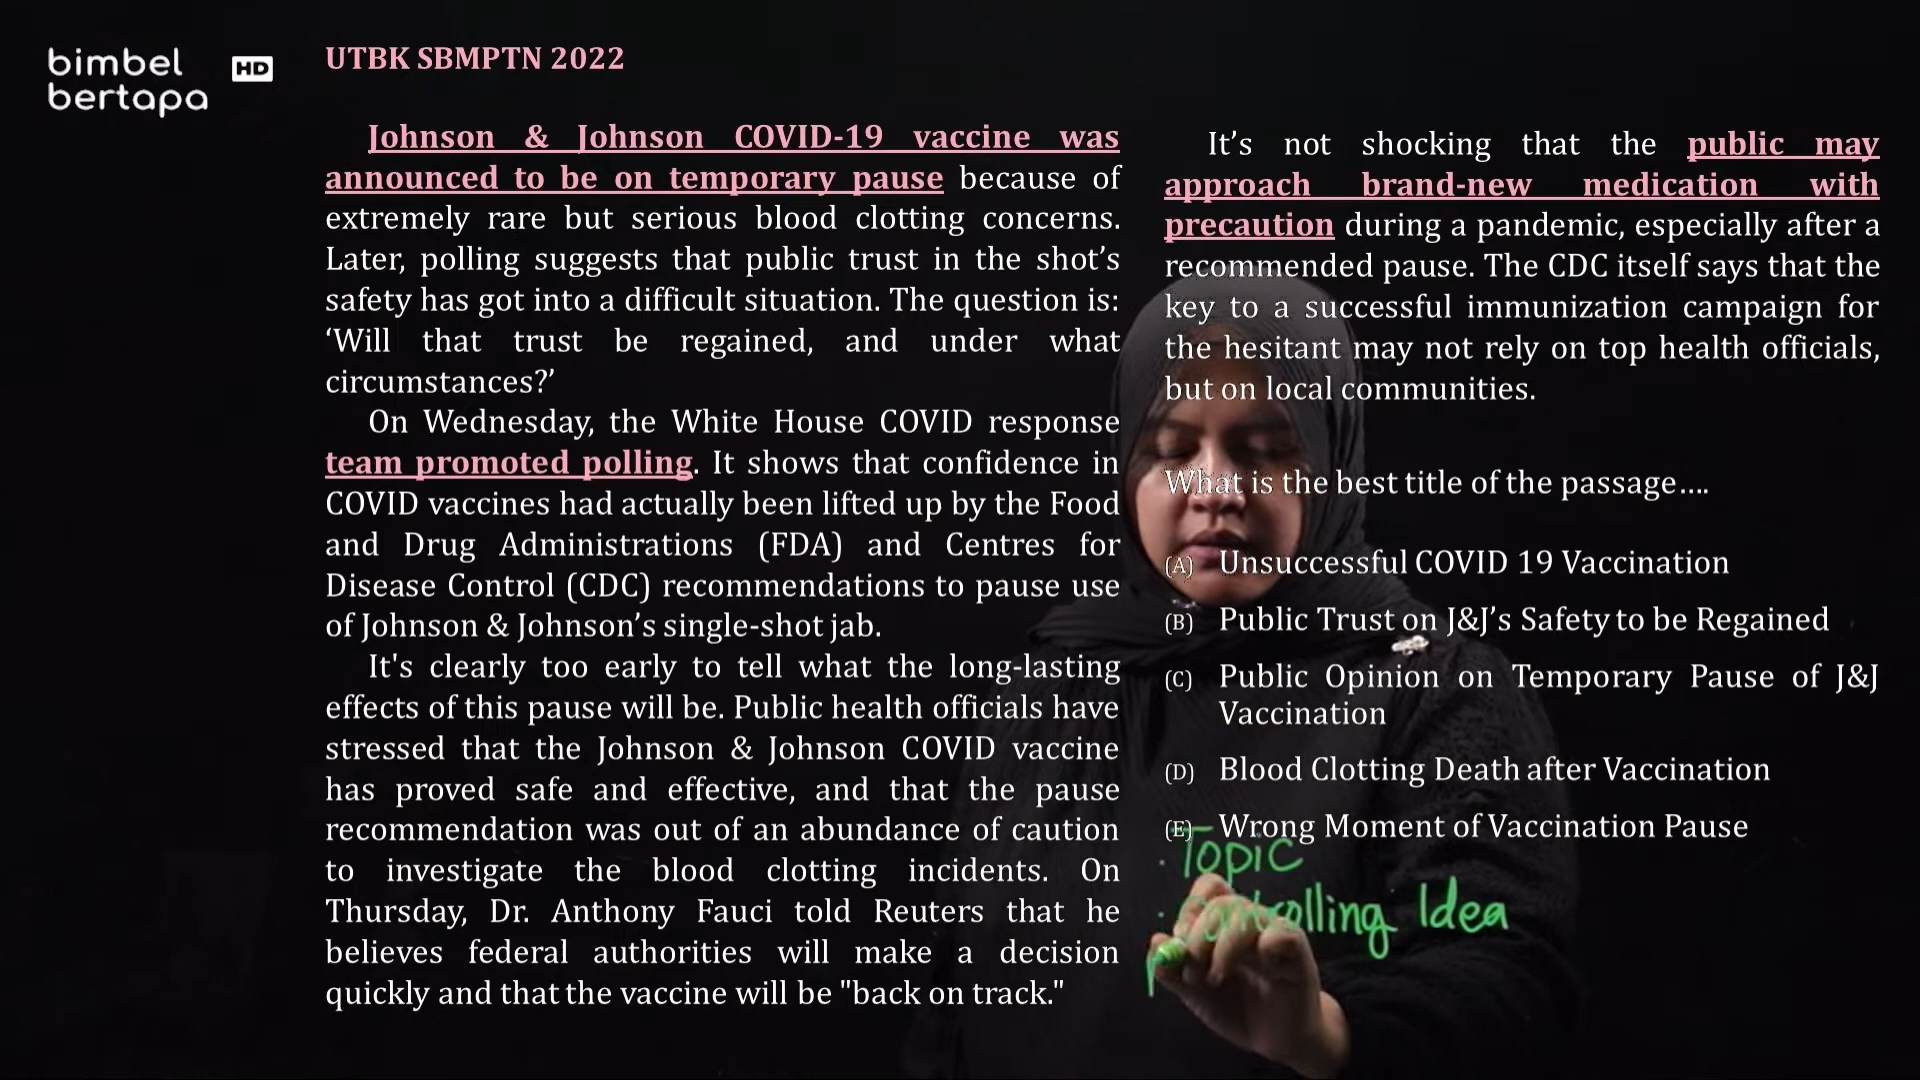 bimbel
bertapa
HD
UTBK SBMPTN 2022
Johnson & Johnson COVID-19 vaccine was
announced to be on temporary pause because of
extremely rare but serious blood clotting concerns.
Later, polling suggests that public trust in the shot’s
safety has got into a difficult situation. The question is:
‘Will that trust be regained, and under what
circumstances?’
On Wednesday, the White House COVID response
team promoted polling. It shows that confidence in
COVID vaccines had actually been lifted up by the Food
and Drug Administrations (FDA) and Centres for
Disease Control (CDC) recommendations to pause use
of Johnson & Johnson’s single-shot jab.
It's clearly too early to tell what the long-lasting
effects of this pause will be. Public health officials have
stressed that the Johnson & Johnson COVID vaccine
has proved safe and effective, and that the pause
recommendation was out of an abundance of caution
to investigate the blood clotting incidents. On
Thursday, Dr. Anthony Fauci told Reuters that he
believes federal authorities will make a decision
quickly and that the vaccine will be "back on track."
It’s not shocking that the public may
approach brand-new medication with
precaution during a pandemic, especially after a
recommended pause. The CDC itself says that the
key to a successful immunization campaign for
the hesitant may not rely on top health officials,
but on local communities.
What is the best title of the passage….
(A) Unsuccessful COVID 19 Vaccination
(B) Public Trust on J&J’s Safety to be Regained
(C) Public Opinion on Temporary Pause of J&J
Vaccination
(D) Blood Clotting Death after Vaccination
(E) Wrong Moment of Vaccination Pause
· Topic
· Controlling Idea